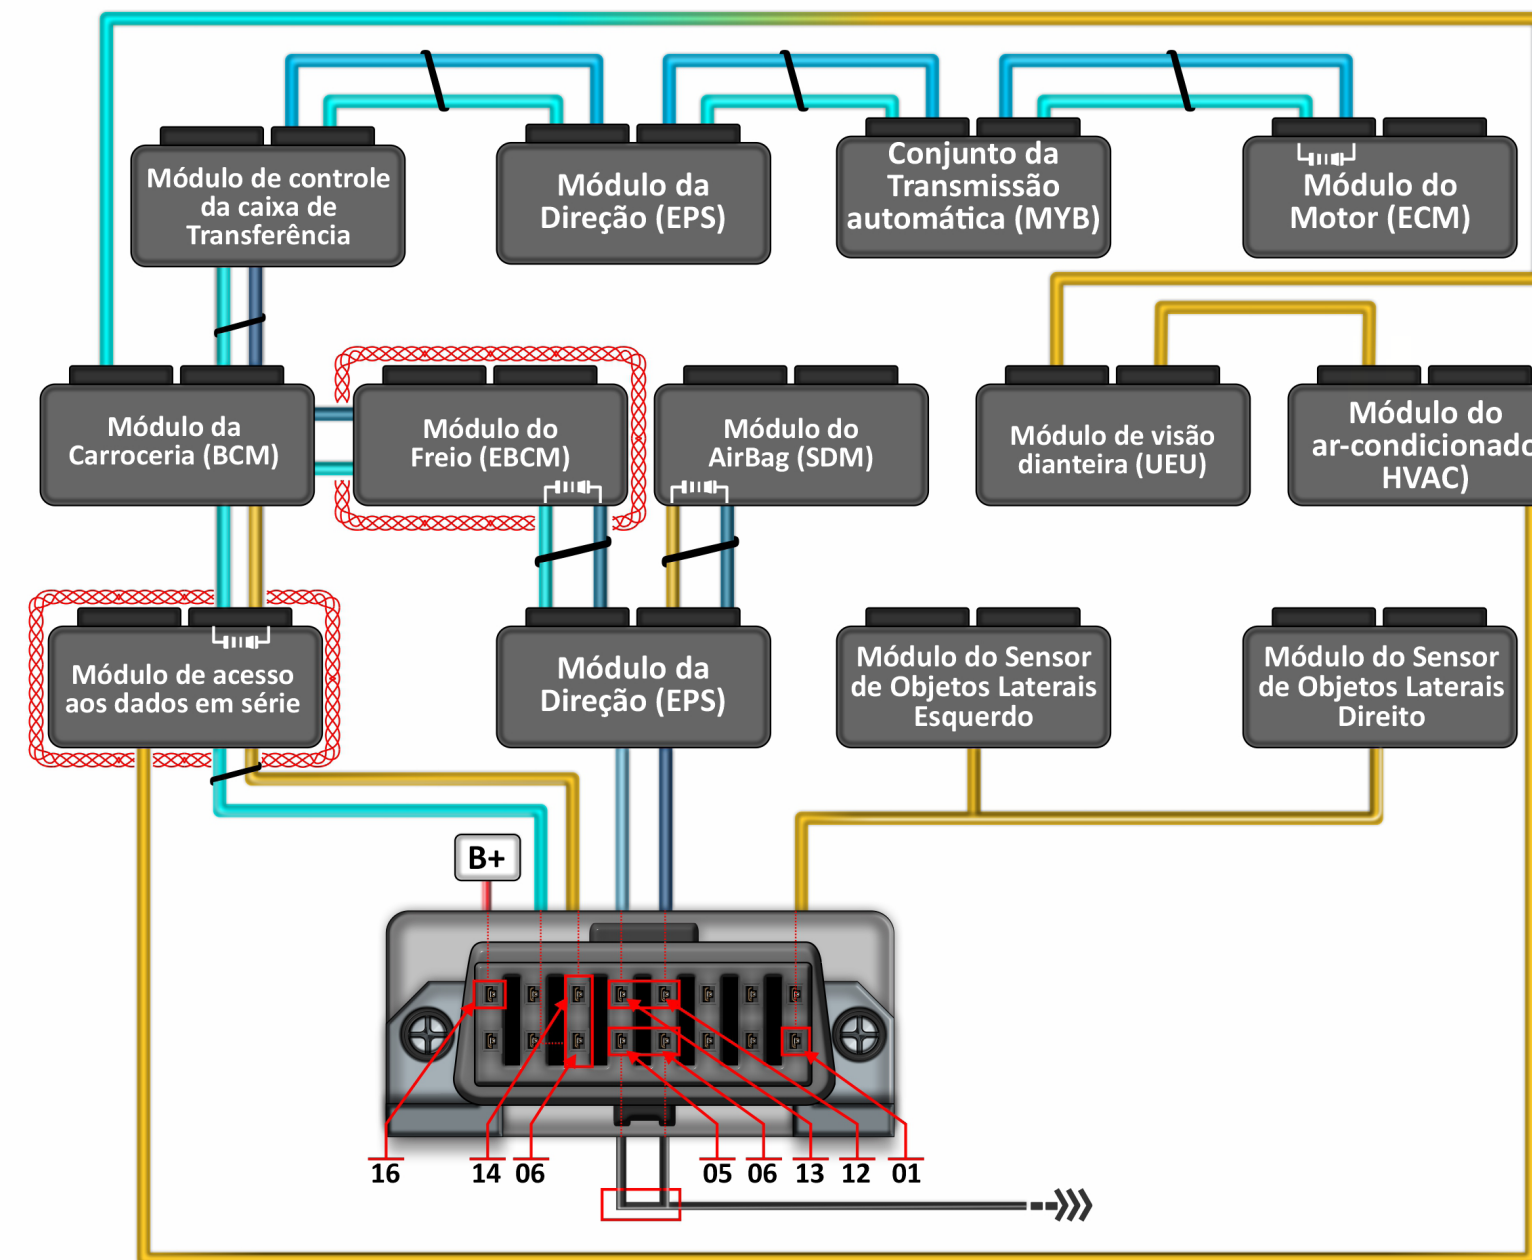 Módulo de controle
da caixa de
Transferência
Módulo da
Direção (EPS)
Conjunto da
Transmissão
automática (MYB)
Módulo do
Motor (ECM)
Módulo da
Carroceria (BCM)
Módulo do
Freio (EBCM)
Módulo do
AirBag (SDM)
Módulo de visão
dianteira (UEU)
Módulo do
ar-condicionado
HVAC)
Módulo de acesso
aos dados em série
Módulo da
Direção (EPS)
Módulo do Sensor
de Objetos Laterais
Esquerdo
Módulo do Sensor
de Objetos Laterais
Direito
B+
16 14 06 05 06 13 12 01